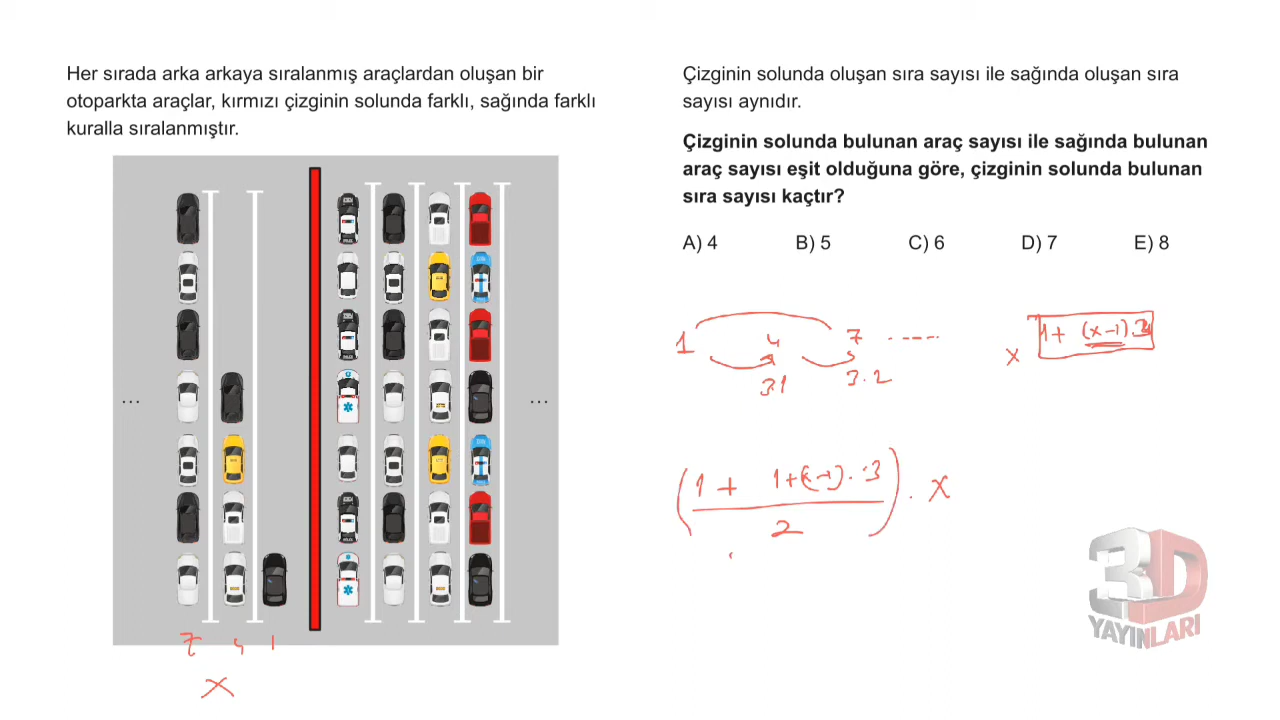 Her sırada arka arkaya sıralanmış araçlardan oluşan bir
otoparkta araçlar, kırmızı çizginin solunda farklı, sağında farklı
kuralla sıralanmıştır.
...
...
7 4 1
x
Çizginin solunda oluşan sıra sayısı ile sağında oluşan sıra
sayısı aynıdır.
Çizginin solunda bulunan araç sayısı ile sağında bulunan
araç sayısı eşit olduğuna göre, çizginin solunda bulunan
sıra sayısı kaçtır?
A) 4 B) 5 C) 6 D) 7 E) 8
1 4 7 ..... x 1+ (x-1).3
3.1 3.2
(1 + 1+(x-1).3) . x
2
3D
YAYINLARI